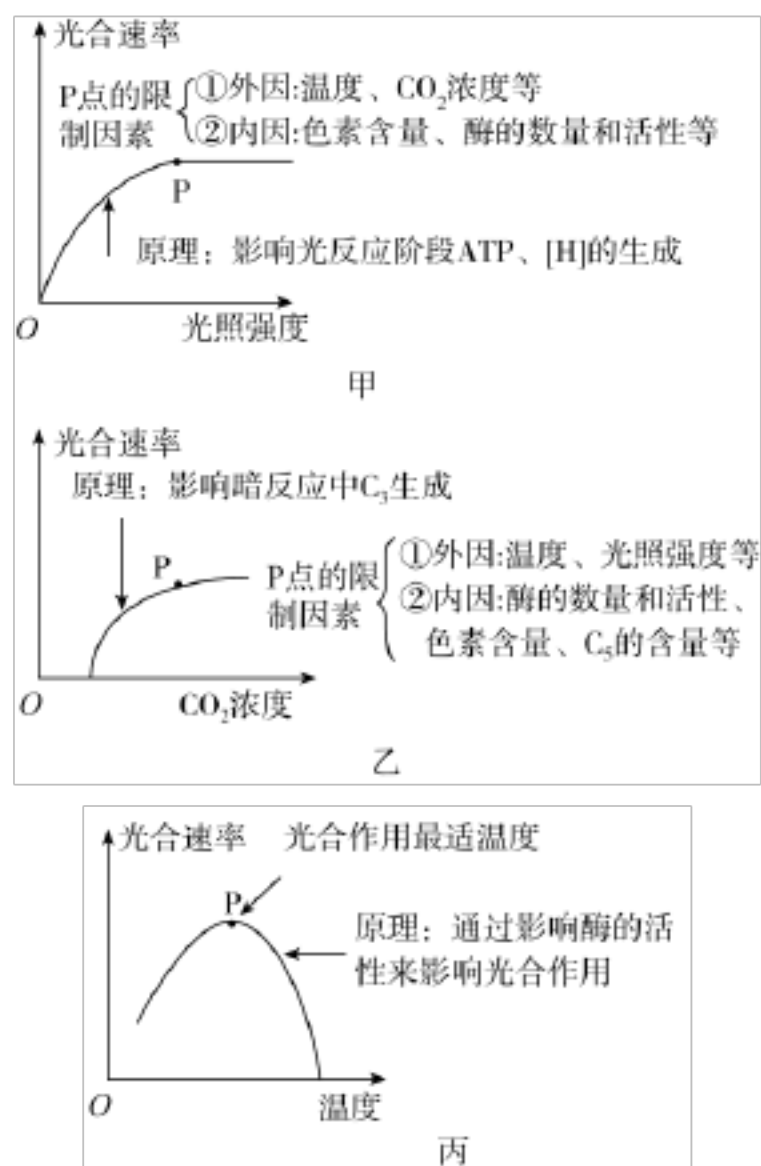 光合速率
P点的限制因素
①外因:温度、CO₂浓度等
②内因:色素含量、酶的数量和活性等
P
原理：影响光反应阶段ATP、[H]的生成
O
光照强度
甲
光合速率
原理：影响暗反应中C₃生成
P
P点的限制因素
①外因:温度、光照强度等
②内因:酶的数量和活性、
色素含量、C₅的含量等
O
CO₂浓度
乙
光合速率
光合作用最适温度
P
原理：通过影响酶的活
性来影响光合作用
O
温度
丙